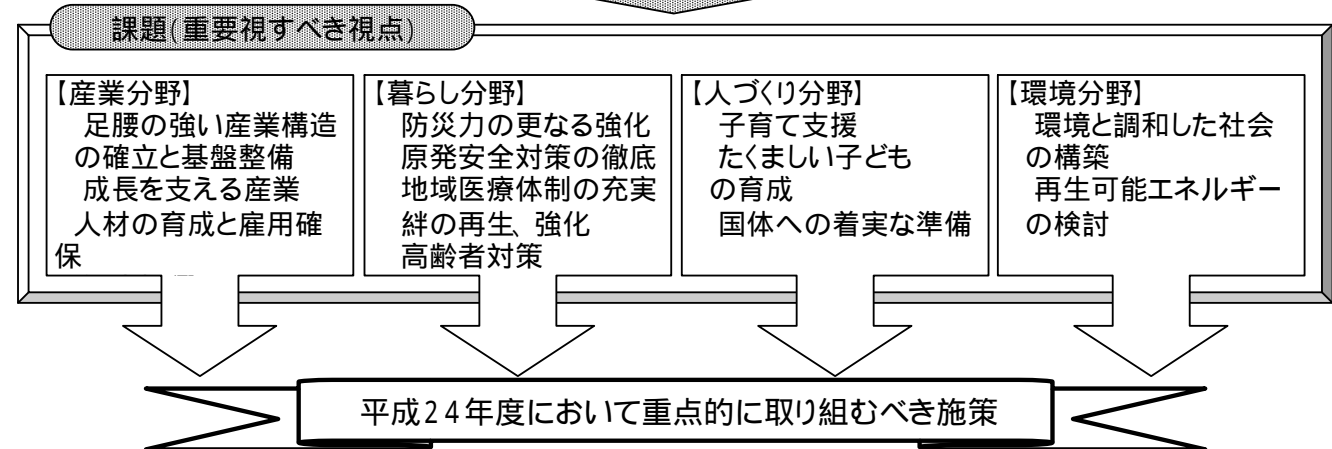 課題(重要視すべき視点)
【産業分野】
足腰の強い産業構造
の確立と基盤整備
成長を支える産業
人材の育成と雇用確
保
【暮らし分野】
防災力の更なる強化
原発安全対策の徹底
地域医療体制の充実
絆の再生、強化
高齢者対策
【人づくり分野】
子育て支援
たくましい子ども
の育成
国体への着実な準備
【環境分野】
環境と調和した社会
の構築
再生可能エネルギー
の検討
平成24年度において重点的に取り組むべき施策